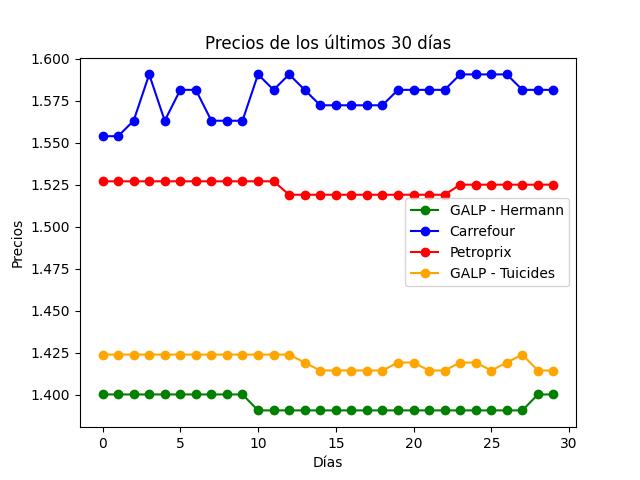 Precios de los últimos 30 días
1.600
1.575
1.550
1.525
1.500
1.475
1.450
1.425
1.400
Precios
GALP - Hermann
Carrefour
Petroprix
GALP - Tuicides
0 5 10 15 20 25 30
Días